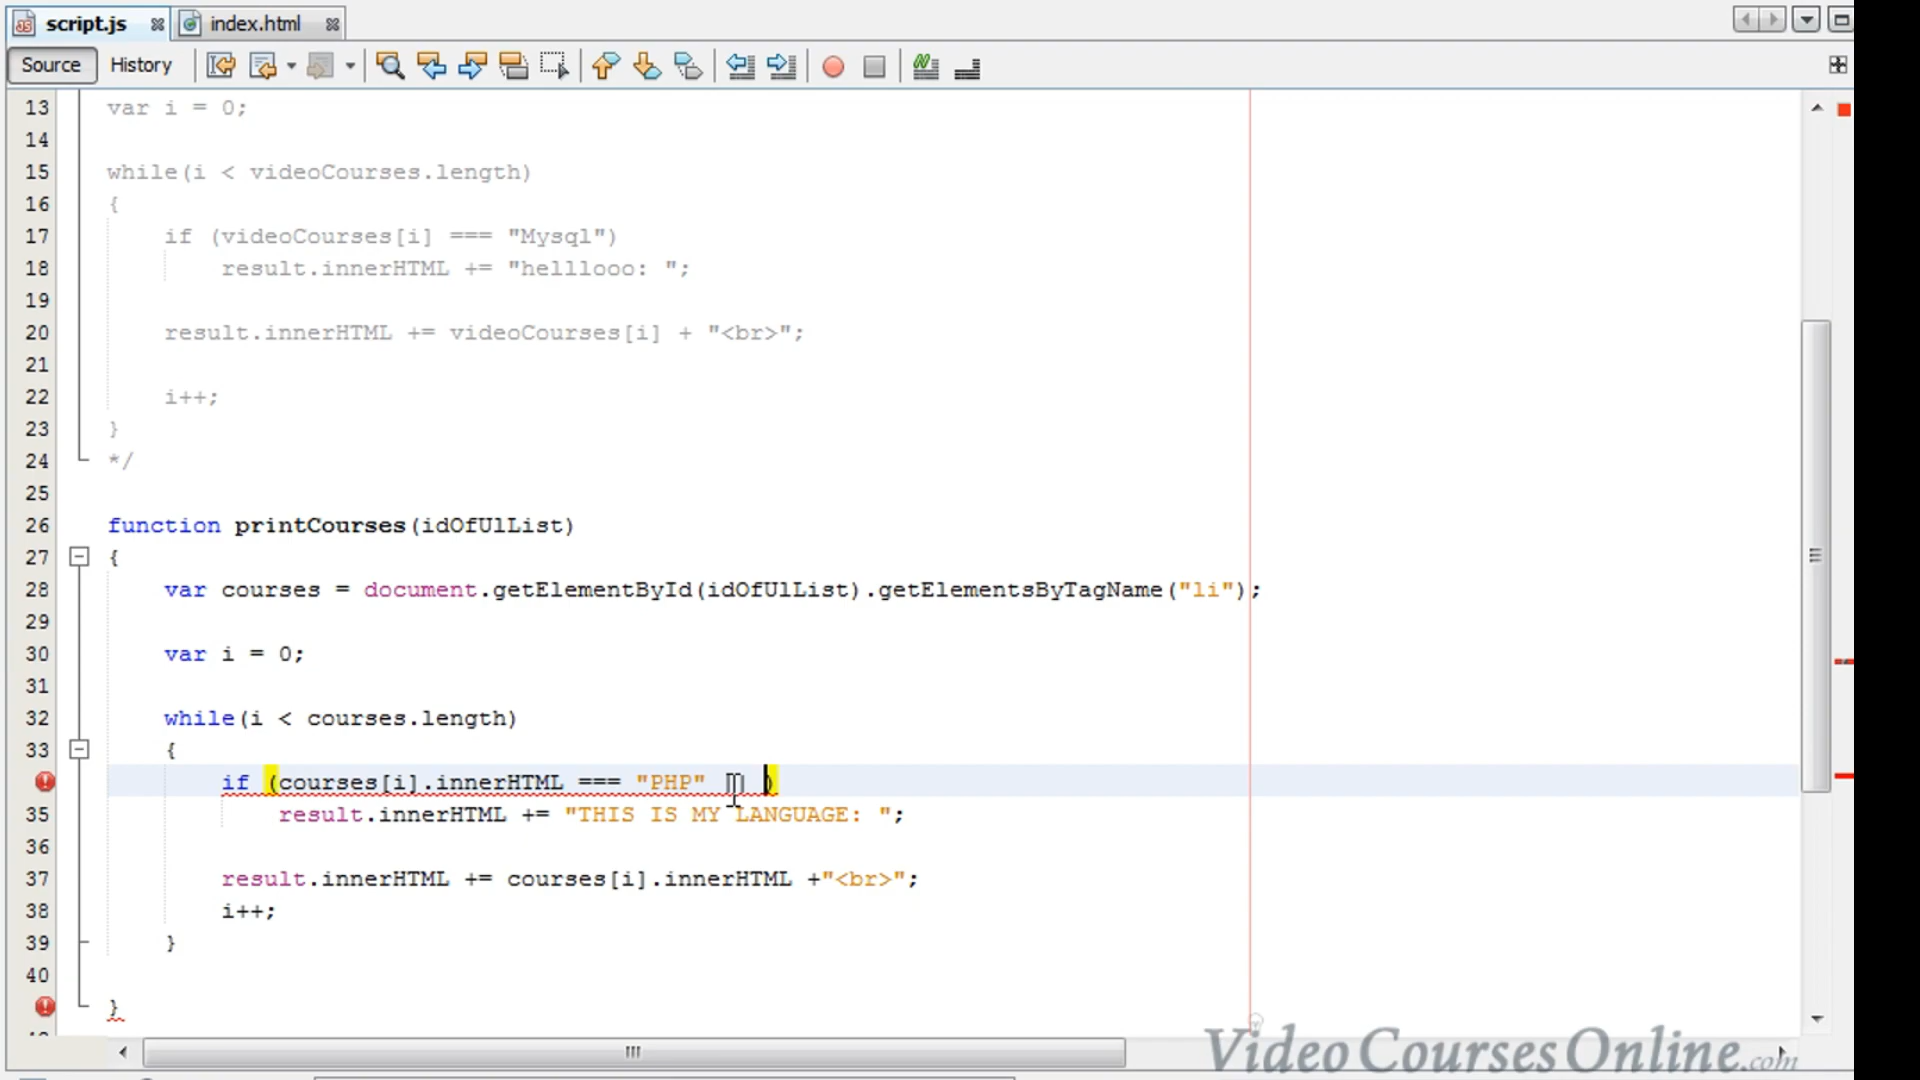 script.js index.html
Source History
13 var i = 0;
14
15 while(i < videoCourses.length)
16 {
17 if (videoCourses[i] === "Mysql")
18 result.innerHTML += "helllooo: ";
19
20 result.innerHTML += videoCourses[i] + "<br>";
21
22 i++;
23 }
24 */
25
26 function printCourses(idOfUlList)
27 {
28 var courses = document.getElementById(idOfUlList).getElementsByTagName("li");
29
30 var i = 0;
31
32 while(i < courses.length)
33 {
if (courses[i].innerHTML === "PHP" )
35 result.innerHTML += "THIS IS MY LANGUAGE: ";
36
37 result.innerHTML += courses[i].innerHTML +"<br>";
38 i++;
39 }
40
}
VideoCoursesOnline.com